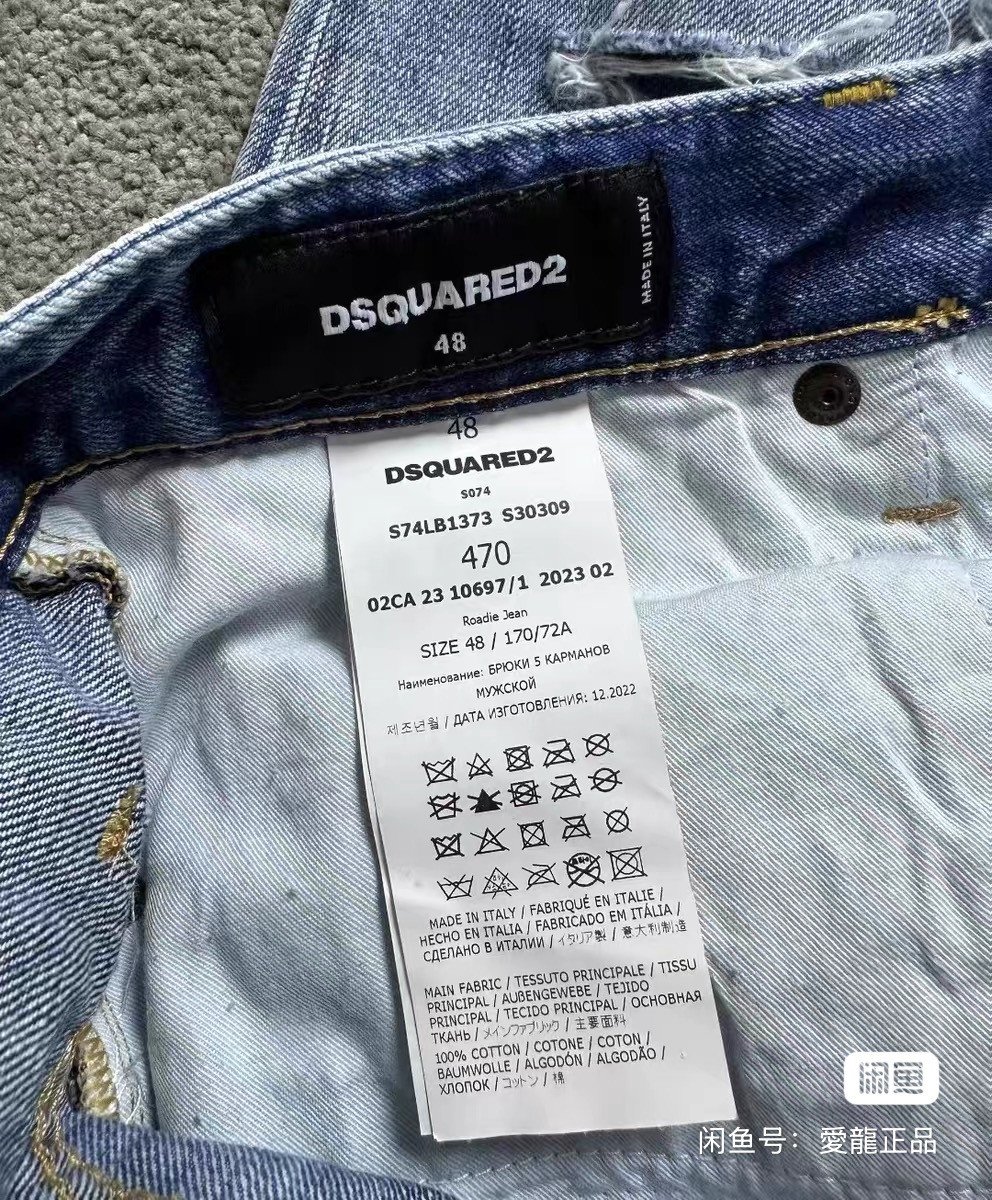 DSQUARED2
48
MADE IN ITALY
48
DSQUARED2
S074
S74LB1373 S30309
470
02CA 23 10697/1 2023 02
Roadie Jean
SIZE 48 / 170/72A
Наименование: БРЮКИ 5 КАРМАНОВ
МУЖСКОЙ
제조년월 / ДАТА ИЗГОТОВЛЕНИЯ: 12.2022
MADE IN ITALY / FABRIQUÉ EN ITALIE /
HECHO EN ITALIA / FABRICADO EM ITÁLIA /
СДЕЛАНО В ИТАЛИИ / イタリア製 / 意大利制造
MAIN FABRIC / TESSUTO PRINCIPALE / TISSU
PRINCIPAL / AUßENGEWEBE / TEJIDO
PRINCIPAL / TECIDO PRINCIPAL / ОСНОВНАЯ
ТКАНЬ / メインファブリック / 主要面料
100% COTTON / COTONE / COTON /
BAUMWOLLE / ALGODÓN / ALGODÃO /
ХЛОПОК / コットン / 棉
闲鱼
闲鱼号：愛龍正品